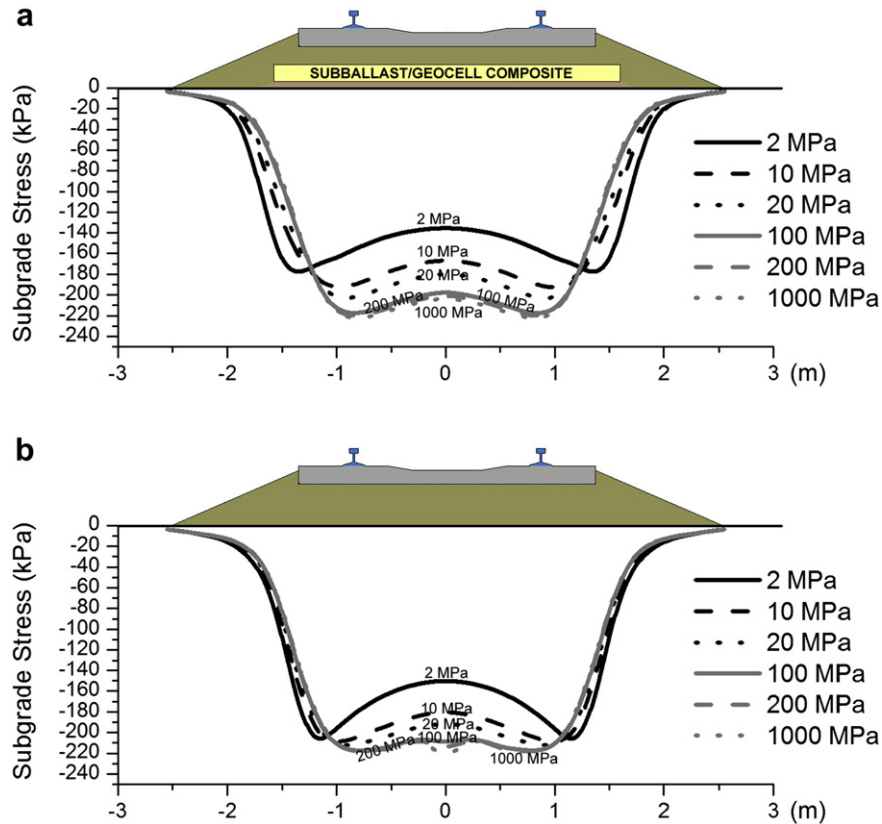 a
SUBBALLAST/GEOCELL COMPOSITE
Subgrade Stress (kPa)
0
-20
-40
-60
-80
-100
-120
-140
-160
-180
-200
-220
-240
2 MPa
10 MPa
20 MPa
200 MPa
100 MPa
1000 MPa
2 MPa
10 MPa
20 MPa
100 MPa
200 MPa
1000 MPa
-3 -2 -1 0 1 2 3 (m)
b
Subgrade Stress (kPa)
0
-20
-40
-60
-80
-100
-120
-140
-160
-180
-200
-220
-240
2 MPa
10 MPa
20 MPa
100 MPa
200 MPa
1000 MPa
2 MPa
10 MPa
20 MPa
100 MPa
200 MPa
1000 MPa
-3 -2 -1 0 1 2 3 (m)